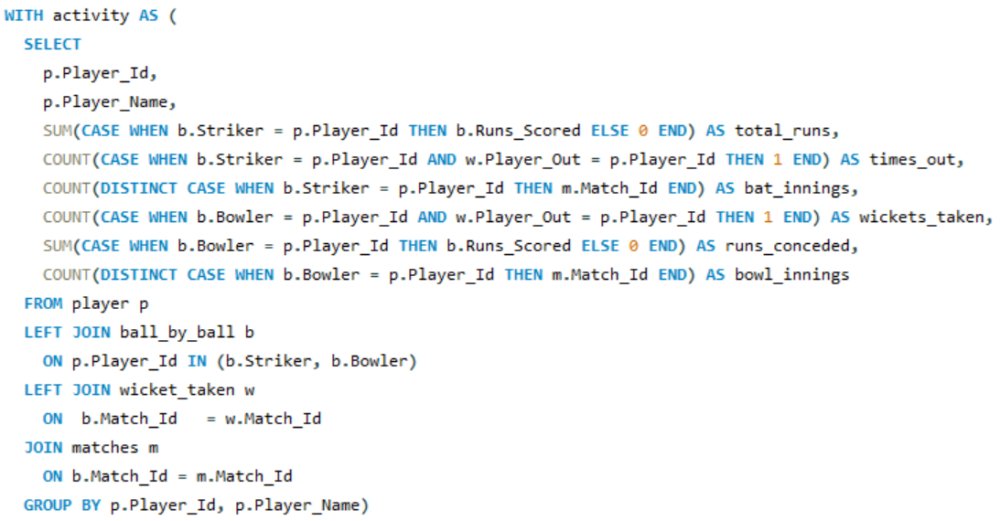 WITH activity AS (
SELECT
p.Player_Id,
p.Player_Name,
SUM(CASE WHEN b.Striker = p.Player_Id THEN b.Runs_Scored ELSE 0 END) AS total_runs,
COUNT(CASE WHEN b.Striker = p.Player_Id AND w.Player_Out = p.Player_Id THEN 1 END) AS times_out,
COUNT(DISTINCT CASE WHEN b.Striker = p.Player_Id THEN m.Match_Id END) AS bat_innings,
COUNT(CASE WHEN b.Bowler = p.Player_Id AND w.Player_Out = p.Player_Id THEN 1 END) AS wickets_taken,
SUM(CASE WHEN b.Bowler = p.Player_Id THEN b.Runs_Scored ELSE 0 END) AS runs_conceded,
COUNT(DISTINCT CASE WHEN b.Bowler = p.Player_Id THEN m.Match_Id END) AS bowl_innings
FROM player p
LEFT JOIN ball_by_ball b
ON p.Player_Id IN (b.Striker, b.Bowler)
LEFT JOIN wicket_taken w
ON  b.Match_Id   = w.Match_Id
JOIN matches m
ON b.Match_Id = m.Match_Id
GROUP BY p.Player_Id, p.Player_Name)